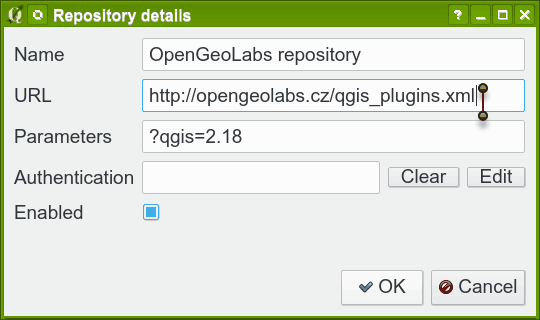 Repository details
Name OpenGeoLabs repository
URL http://opengeolabs.cz/qgis_plugins.xml
Parameters ?qgis=2.18
Authentication Clear Edit
Enabled
OK Cancel